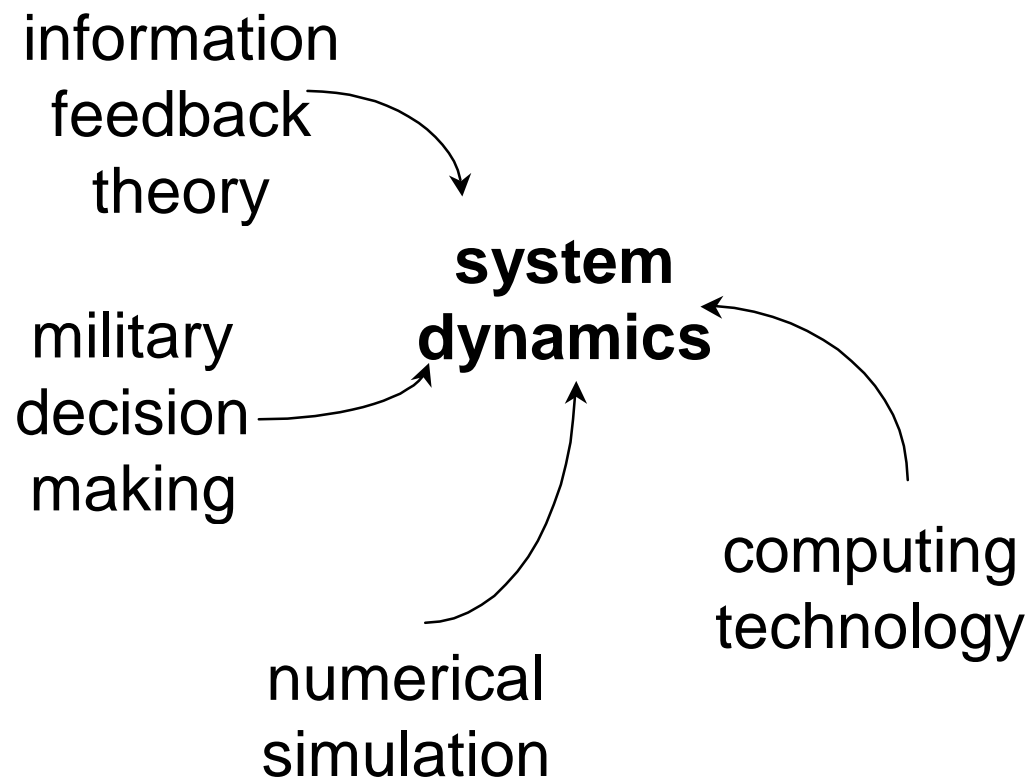 information
feedback
theory
system
dynamics
military
decision
making
computing
technology
numerical
simulation